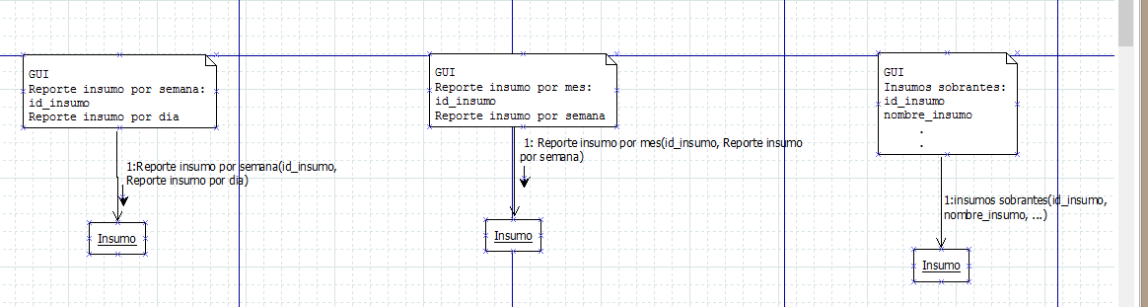 GUI
Reporte insumo por semana:
id_insumo
Reporte insumo por dia
1:Reporte insumo por semana(id_insumo,
Reporte insumo por dia)
Insumo
GUI
Reporte insumo por mes:
id_insumo
Reporte insumo por semana
1: Reporte insumo por mes(id_insumo, Reporte insumo
por semana)
Insumo
GUI
Insumos sobrantes:
id_insumo
nombre_insumo
.
.
1:insumos sobrantes(id_insumo,
nombre_insumo, ...)
Insumo